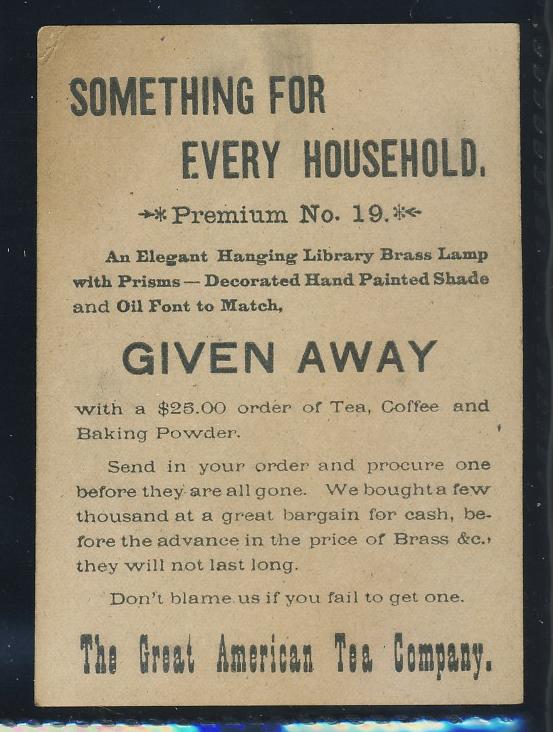 SOMETHING FOR
EVERY HOUSEHOLD.
Premium No. 19.
An Elegant Hanging Library Brass Lamp
with Prisms — Decorated Hand Painted Shade
and Oil Font to Match,
GIVEN AWAY
with a $25.00 order of Tea, Coffee and
Baking Powder.
Send in your order and procure one
before they are all gone. We bought a few
thousand at a great bargain for cash, be-
fore the advance in the price of Brass &c.,
they will not last long.
Don't blame us if you fail to get one.
The Great American Tea Company.